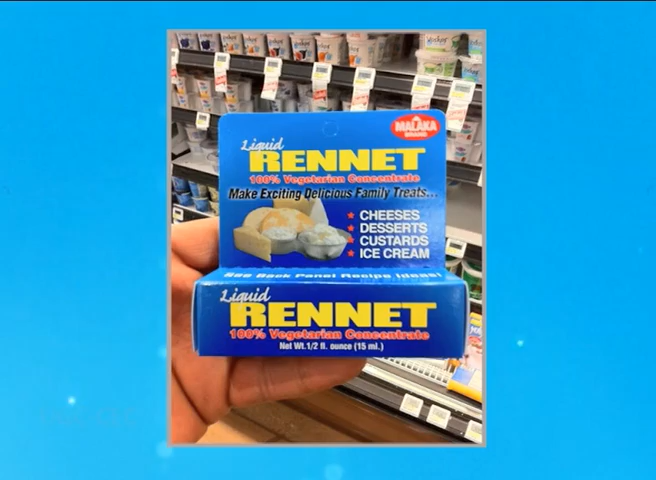 MALAKA
Liquid
RENNET
100% Vegetarian Concentrate
Make Exciting Delicious Family Treats...
★ CHEESES
★ DESSERTS
★ CUSTARDS
★ ICE CREAM
See Back Panel Recipe Ideas!
Liquid
RENNET
100% Vegetarian Concentrate
Net Wt.1/2 fl. ounce (15 ml.)